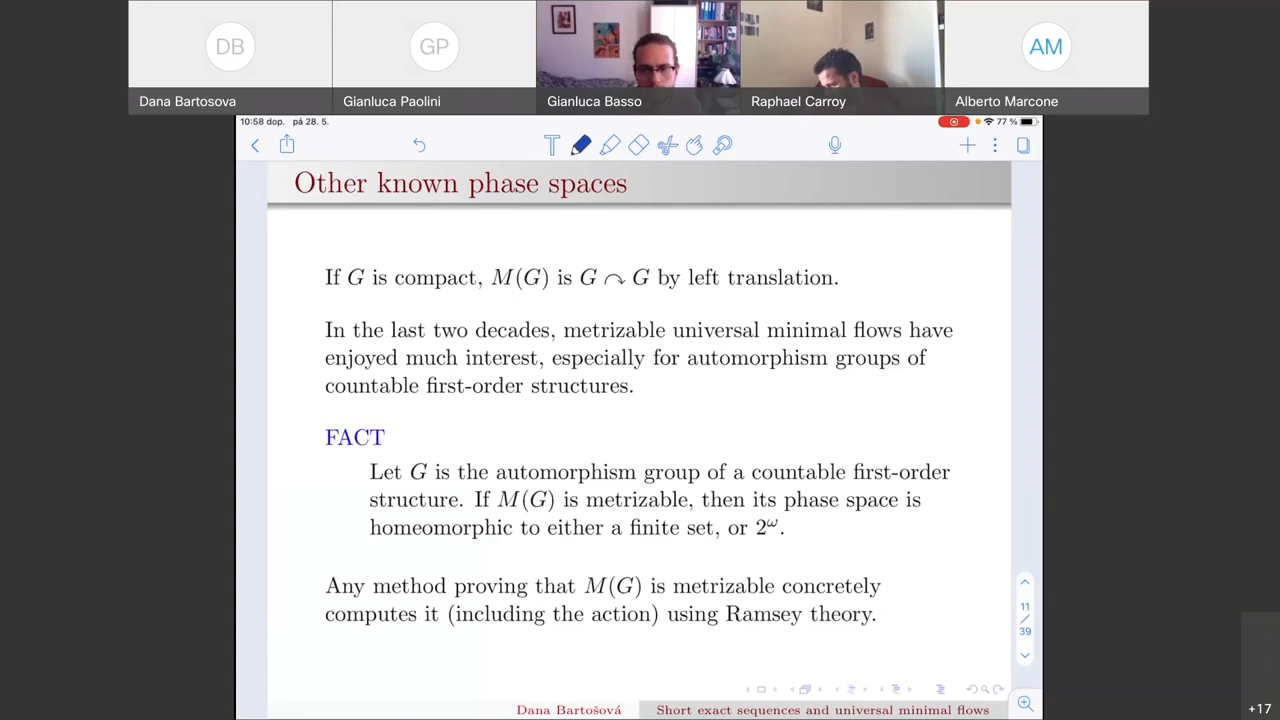 DB
GP
AM
Dana Bartosova
Gianluca Paolini
Gianluca Basso
Raphael Carroy
Alberto Marcone
10:58 dop. pá 28. 5.
77 %
Other known phase spaces
If G is compact, M(G) is G ↷ G by left translation.
In the last two decades, metrizable universal minimal flows have
enjoyed much interest, especially for automorphism groups of
countable first-order structures.
FACT
Let G is the automorphism group of a countable first-order
structure. If M(G) is metrizable, then its phase space is
homeomorphic to either a finite set, or 2^ω.
Any method proving that M(G) is metrizable concretely
computes it (including the action) using Ramsey theory.
11
/
39
Dana Bartošová
Short exact sequences and universal minimal flows
+17